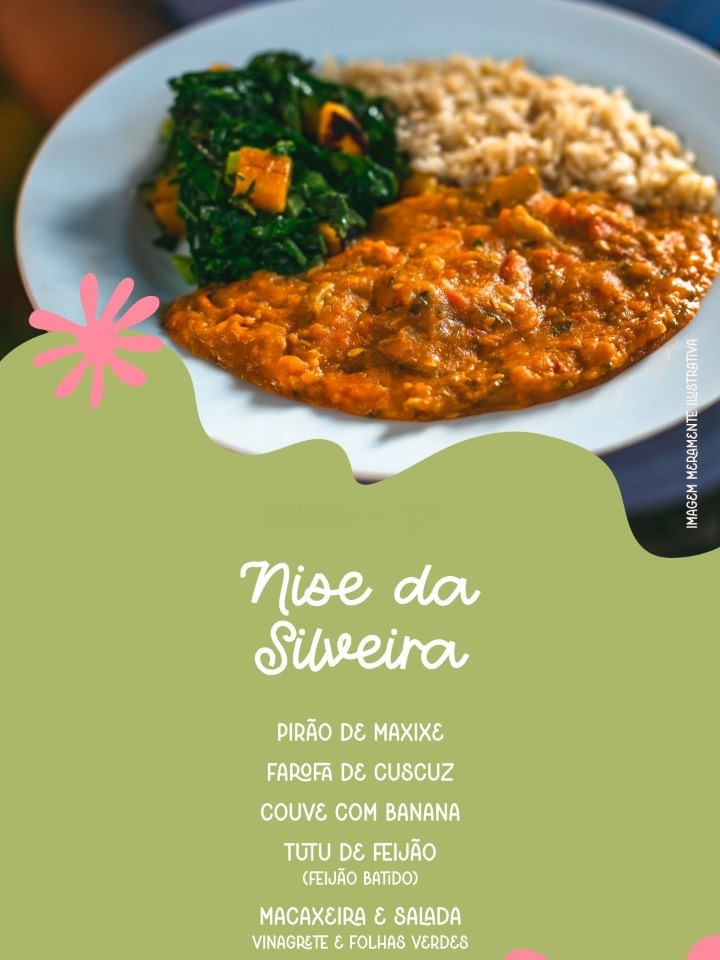 IMAGEM MERAMENTE ILUSTRATIVA
Nise da
Silveira
PIRÃO DE MAXIXE
FAROFA DE CUSCUZ
COUVE COM BANANA
TUTU DE FEIJÃO
(FEIJÃO BATIDO)
MACAXEIRA E SALADA
VINAGRETE E FOLHAS VERDES